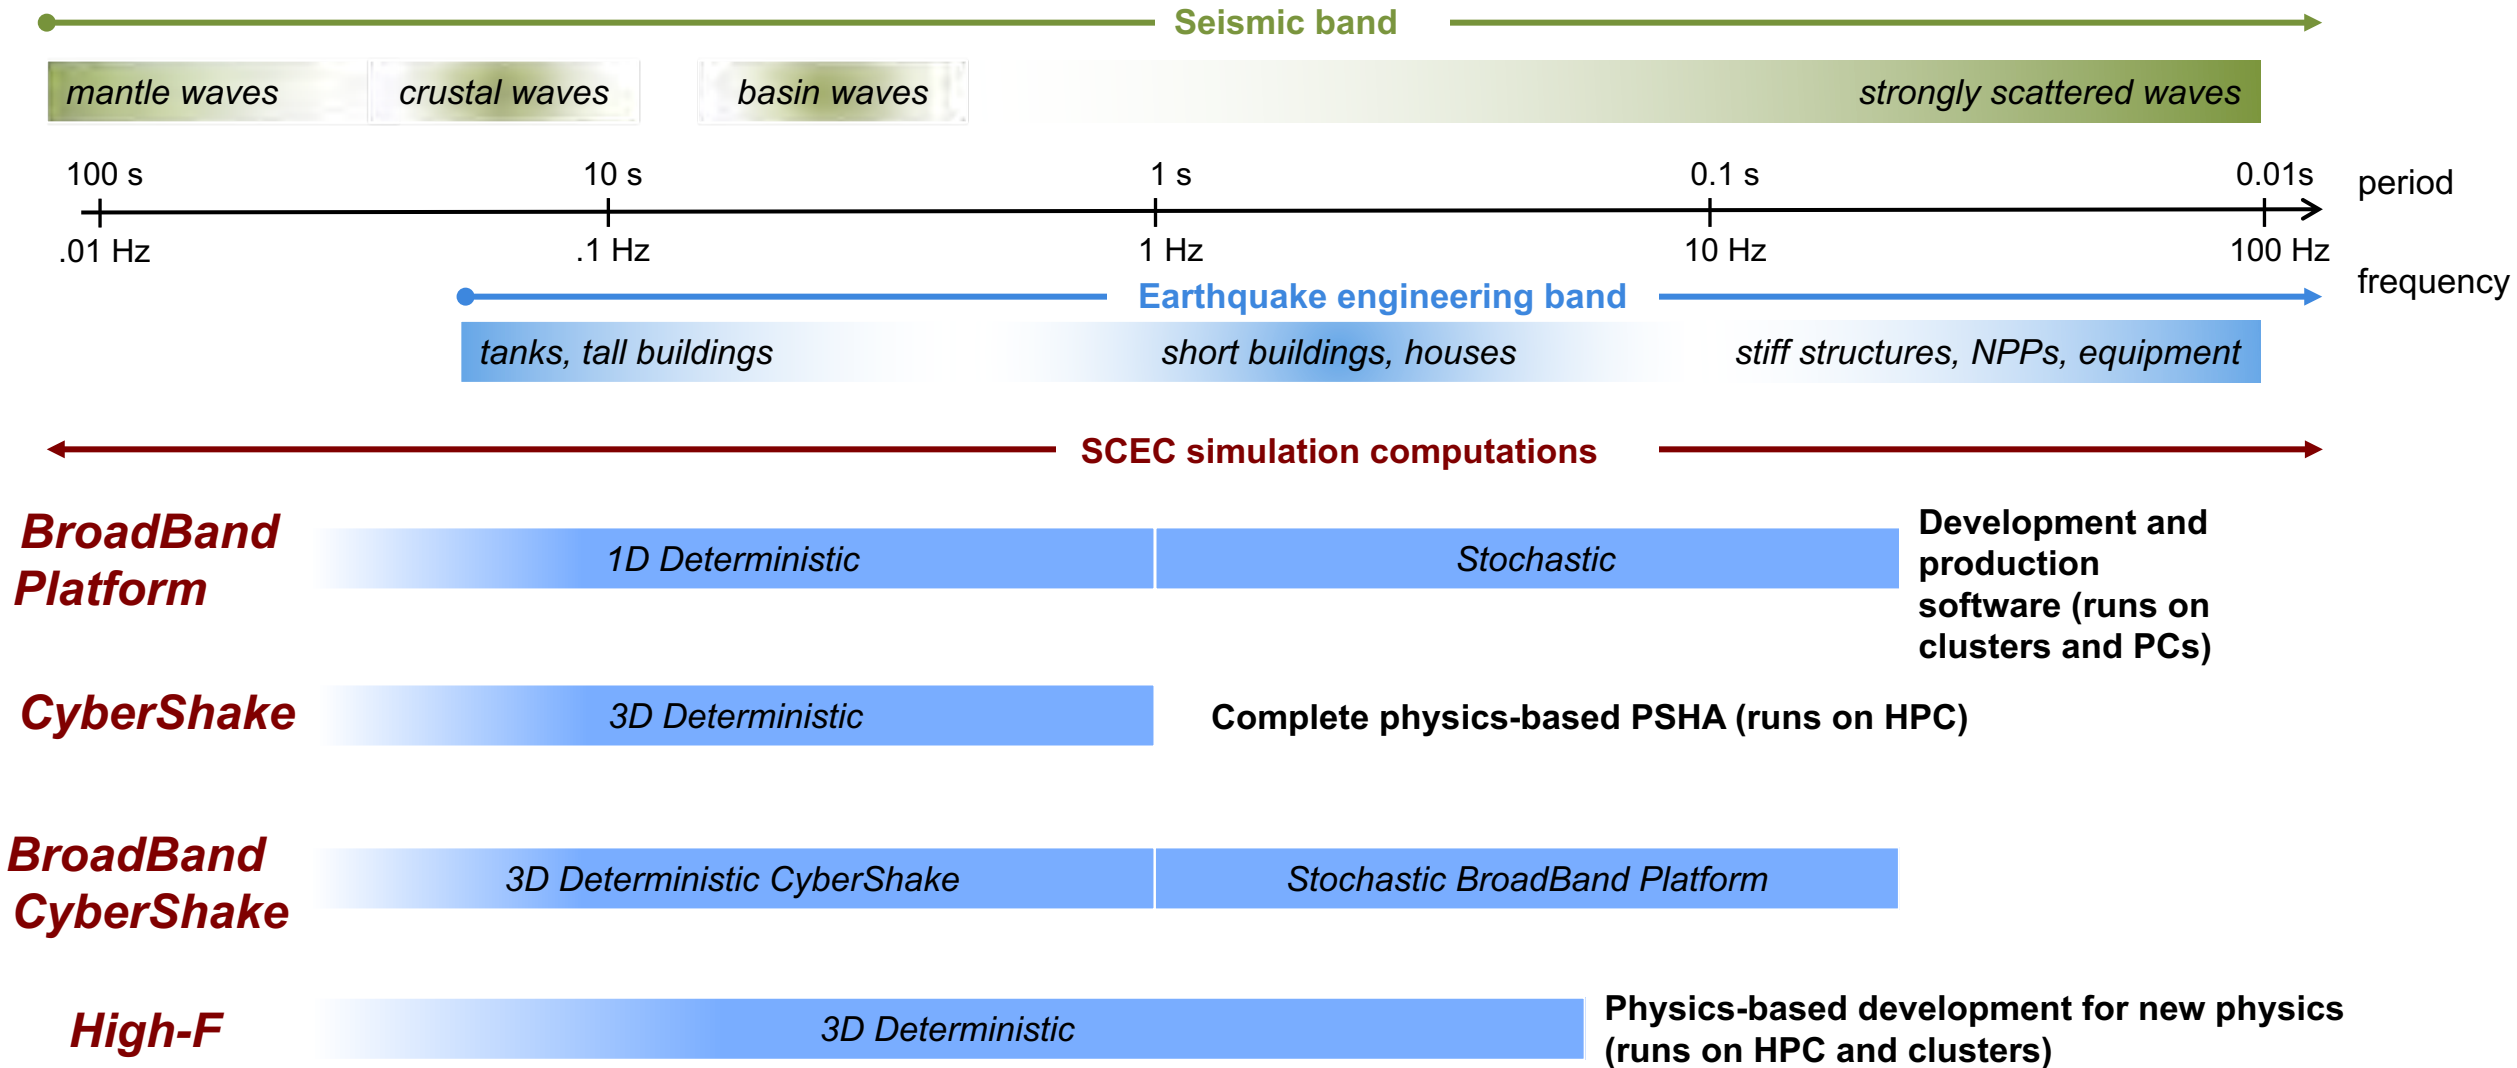 Seismic band
mantle waves
crustal waves
basin waves
strongly scattered waves
100 s
10 s
1 s
0.1 s
0.01s
period
.01 Hz
.1 Hz
1 Hz
10 Hz
100 Hz
frequency
Earthquake engineering band
tanks, tall buildings
short buildings, houses
stiff structures, NPPs, equipment
SCEC simulation computations
BroadBand
Platform
1D Deterministic
Stochastic
Development and
production
software (runs on
clusters and PCs)
CyberShake
3D Deterministic
Complete physics-based PSHA (runs on HPC)
BroadBand
CyberShake
3D Deterministic CyberShake
Stochastic BroadBand Platform
High-F
3D Deterministic
Physics-based development for new physics
(runs on HPC and clusters)